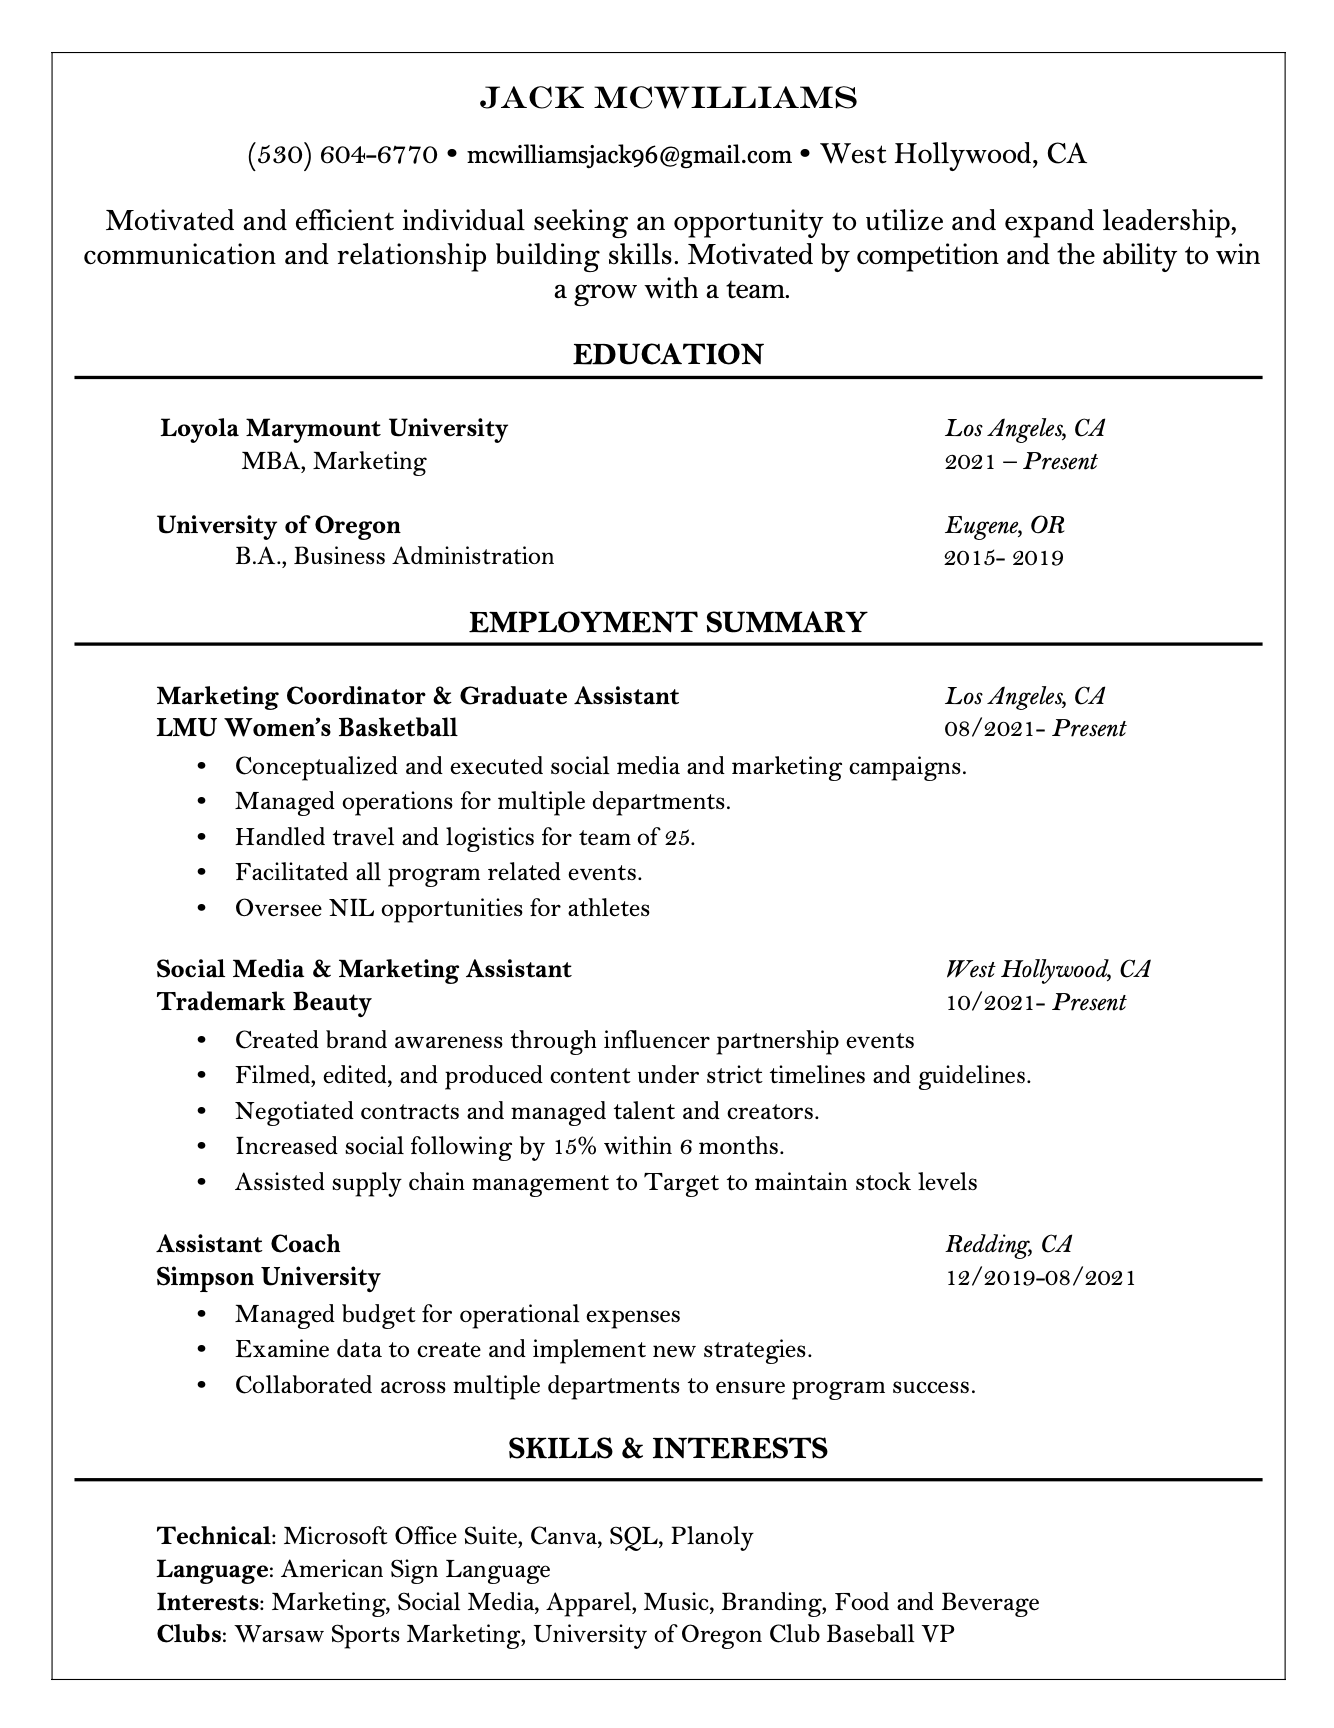 JACK MCWILLIAMS
(530) 604-6770 • mcwilliamsjack96@gmail.com • West Hollywood, CA
Motivated and efficient individual seeking an opportunity to utilize and expand leadership,
communication and relationship building skills. Motivated by competition and the ability to win
a grow with a team.
EDUCATION
Loyola Marymount University Los Angeles, CA
MBA, Marketing 2021 – Present
University of Oregon Eugene, OR
B.A., Business Administration 2015- 2019
EMPLOYMENT SUMMARY
Marketing Coordinator & Graduate Assistant Los Angeles, CA
LMU Women’s Basketball 08/2021- Present
• Conceptualized and executed social media and marketing campaigns.
• Managed operations for multiple departments.
• Handled travel and logistics for team of 25.
• Facilitated all program related events.
• Oversee NIL opportunities for athletes
Social Media & Marketing Assistant West Hollywood, CA
Trademark Beauty 10/2021- Present
• Created brand awareness through influencer partnership events
• Filmed, edited, and produced content under strict timelines and guidelines.
• Negotiated contracts and managed talent and creators.
• Increased social following by 15% within 6 months.
• Assisted supply chain management to Target to maintain stock levels
Assistant Coach Redding, CA
Simpson University 12/2019-08/2021
• Managed budget for operational expenses
• Examine data to create and implement new strategies.
• Collaborated across multiple departments to ensure program success.
SKILLS & INTERESTS
Technical: Microsoft Office Suite, Canva, SQL, Planoly
Language: American Sign Language
Interests: Marketing, Social Media, Apparel, Music, Branding, Food and Beverage
Clubs: Warsaw Sports Marketing, University of Oregon Club Baseball VP